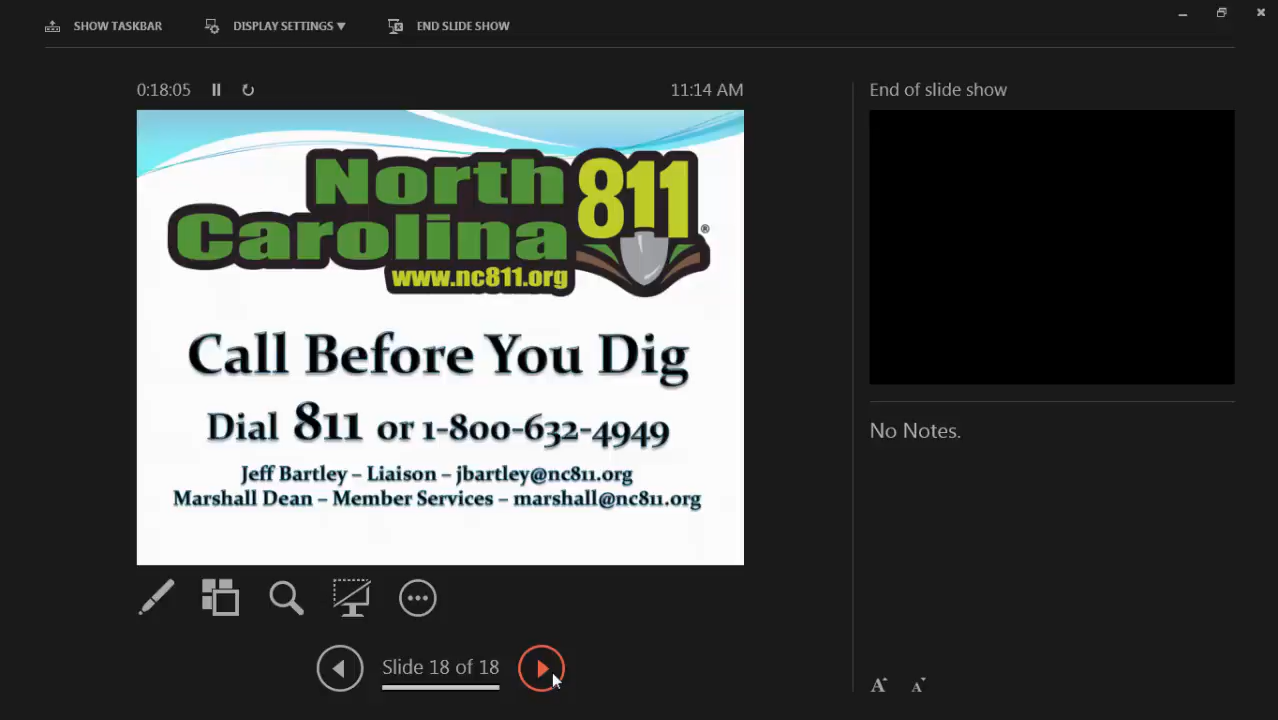 SHOW TASKBAR DISPLAY SETTINGS ▼ END SLIDE SHOW
0:18:05 11:14 AM
North
Carolina 811®
www.nc811.org
Call Before You Dig
Dial 811 or 1-800-632-4949
Jeff Bartley – Liaison – jbartley@nc811.org
Marshall Dean – Member Services – marshall@nc811.org
Slide 18 of 18
End of slide show
No Notes.
A A